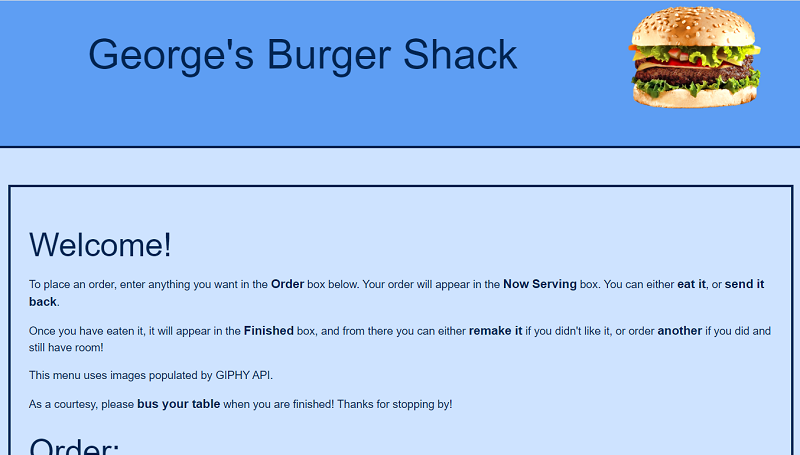 George's Burger Shack
Welcome!
To place an order, enter anything you want in the Order box below. Your order will appear in the Now Serving box. You can either eat it, or send it
back.
Once you have eaten it, it will appear in the Finished box, and from there you can either remake it if you didn't like it, or order another if you did and
still have room!
This menu uses images populated by GIPHY API.
As a courtesy, please bus your table when you are finished! Thanks for stopping by!
Order: